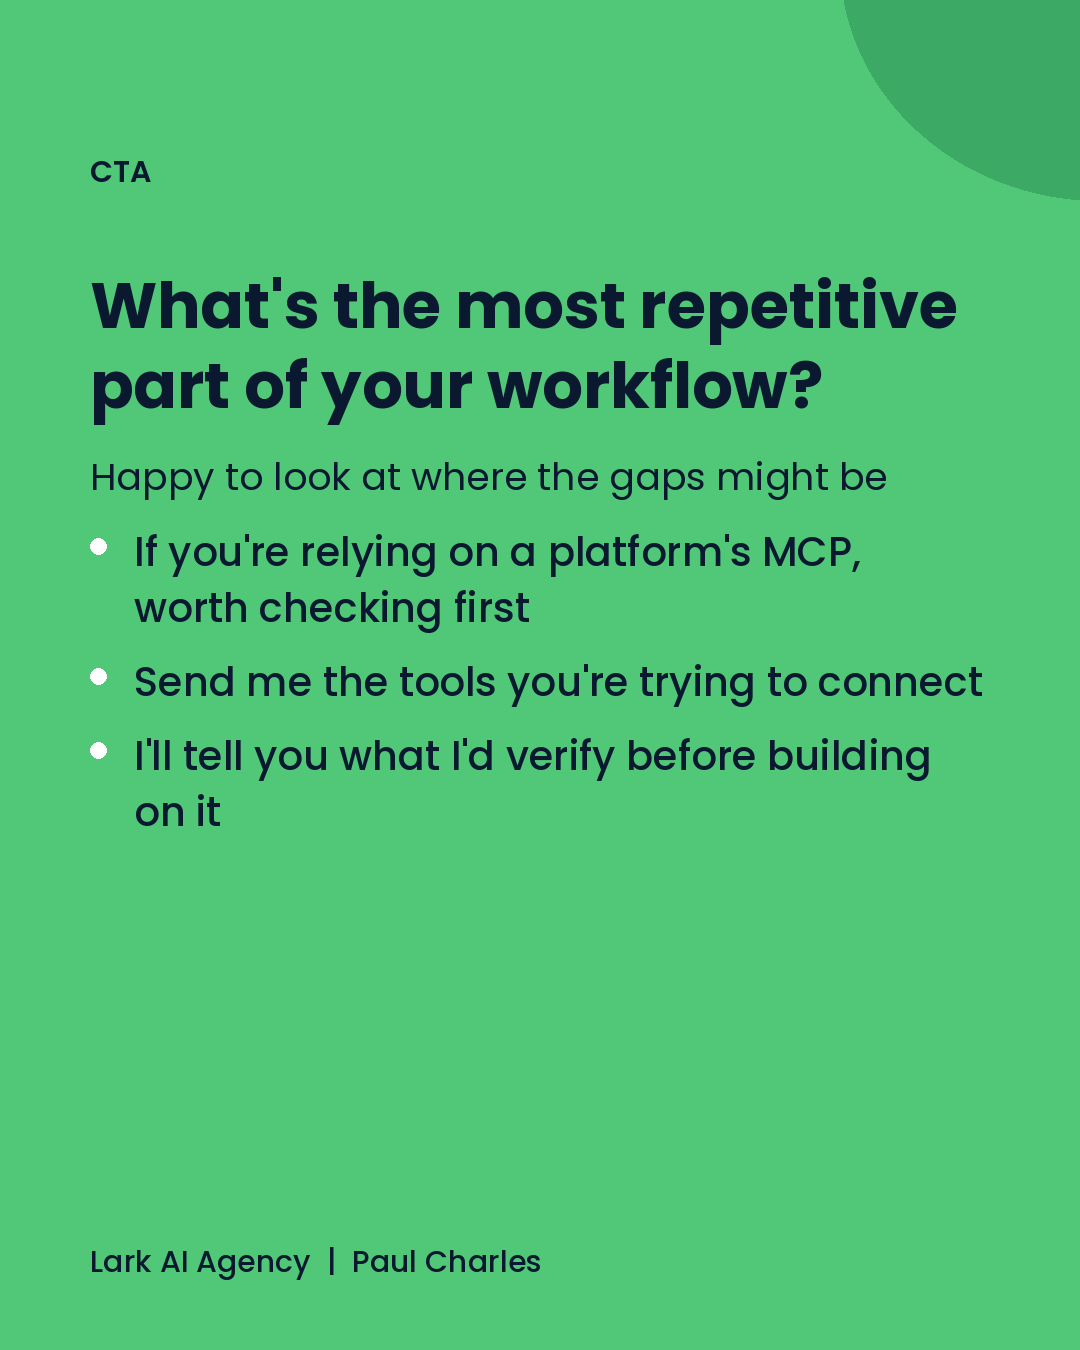 CTA
What's the most repetitive
part of your workflow?
Happy to look at where the gaps might be
If you're relying on a platform's MCP,
worth checking first
Send me the tools you're trying to connect
I'll tell you what I'd verify before building
on it
Lark AI Agency | Paul Charles